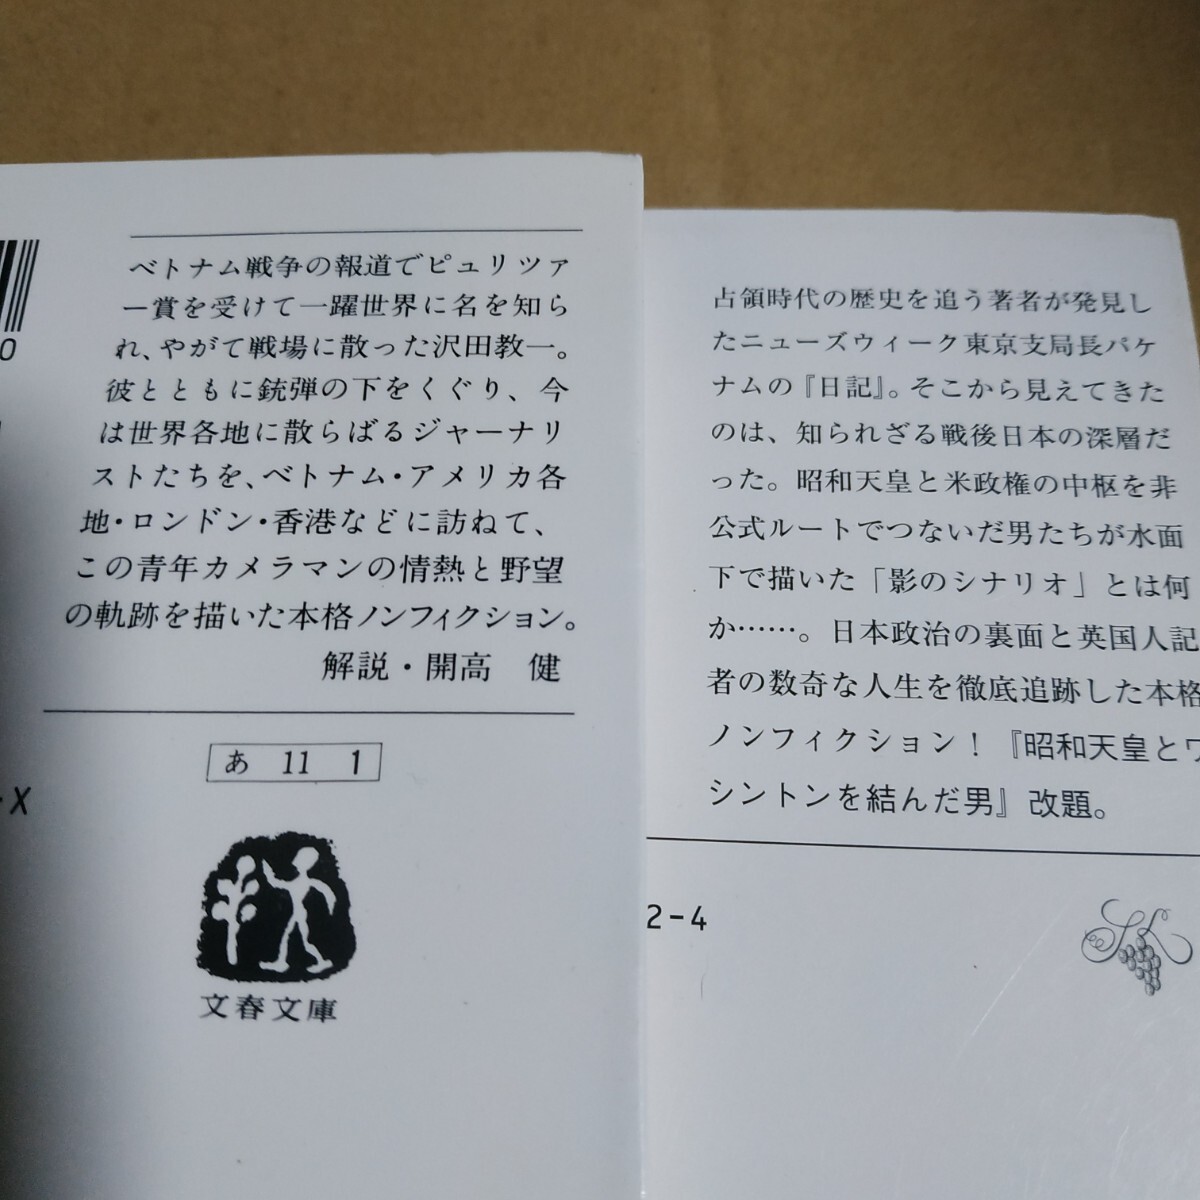 ベトナム戦争の報道でピュリツァ
ー賞を受けて一躍世界に名を知ら
れ、やがて戦場に散った沢田教一。
彼とともに銃弾の下をくぐり、今
は世界各地に散らばるジャーナリ
ストたちを、ベトナム・アメリカ各
地・ロンドン・香港などに訪ねて、
この青年カメラマンの情熱と野望
の軌跡を描いた本格ノンフィクション。
解説・開高 健
あ 11 1
文春文庫
0
-X
占領時代の歴史を追う著者が発見し
たニューズウィーク東京支局長パケ
ナムの『日記』。そこから見えてきた
のは、知られざる戦後日本の深層だ
った。昭和天皇と米政権の中枢を非
公式ルートでつないだ男たちが水面
下で描いた「影のシナリオ」とは何
か……。日本政治の裏面と英国人記
者の数奇な人生を徹底追跡した本格
ノンフィクション！『昭和天皇とワ
シントンを結んだ男』改題。
2-4